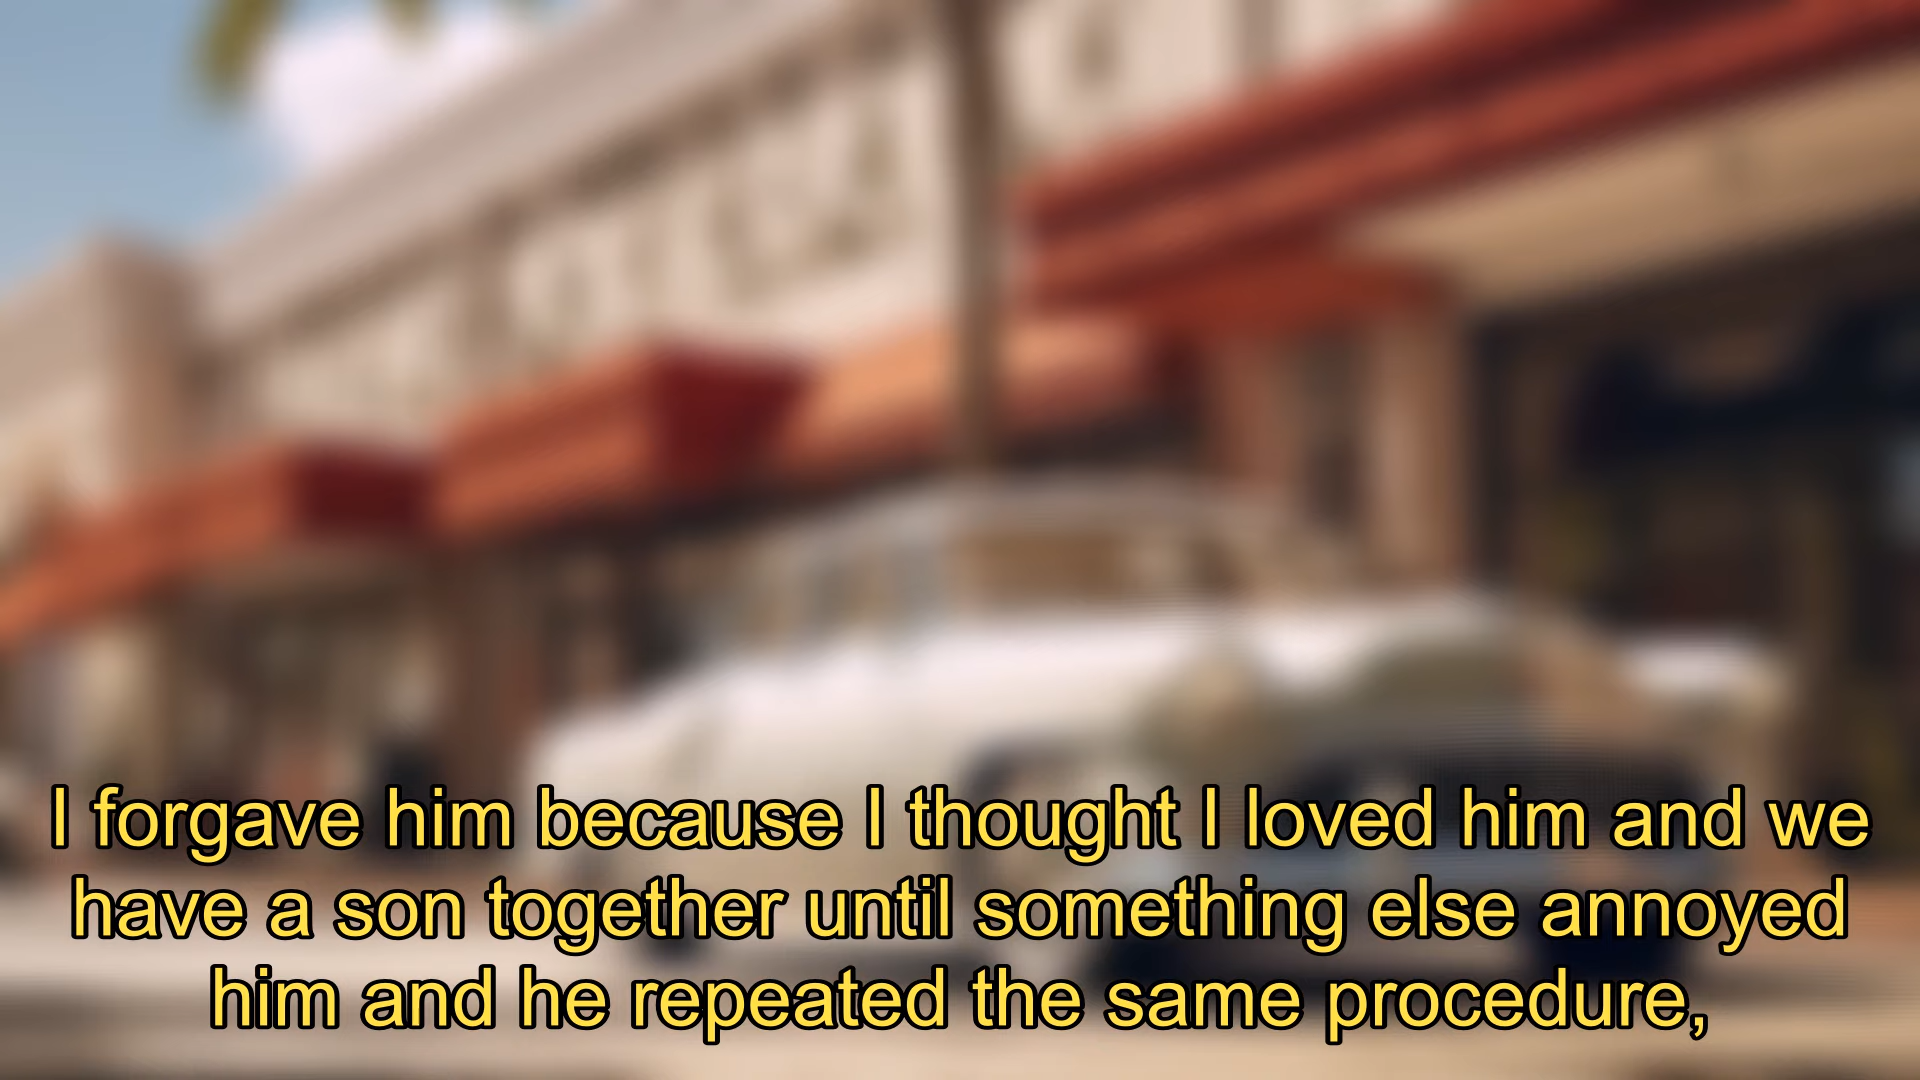 I forgave him because I thought I loved him and we
have a son together until something else annoyed
him and he repeated the same procedure,